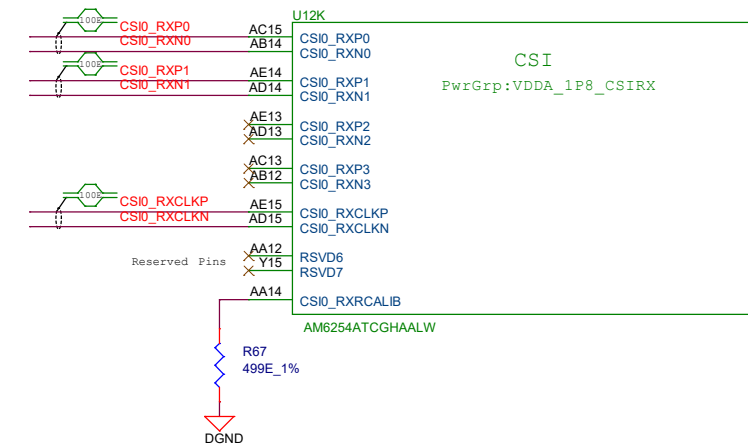 U12K
100E
CSI0_RXP0
AC15
CSI0_RXP0
CSI0_RXN0
AB14
CSI0_RXN0
CSI
100E
CSI0_RXP1
AE14
CSI0_RXP1
PwrGrp:VDDA_1P8_CSIRX
CSI0_RXN1
AD14
CSI0_RXN1
AE13
CSI0_RXP2
AD13
CSI0_RXN2
AC13
CSI0_RXP3
AB12
CSI0_RXN3
100E
CSI0_RXCLKP
AE15
CSI0_RXCLKP
CSI0_RXCLKN
AD15
CSI0_RXCLKN
AA12
RSVD6
Reserved Pins
Y15
RSVD7
AA14
CSI0_RXRCALIB
AM6254ATCGHAALW
R67
499E_1%
DGND